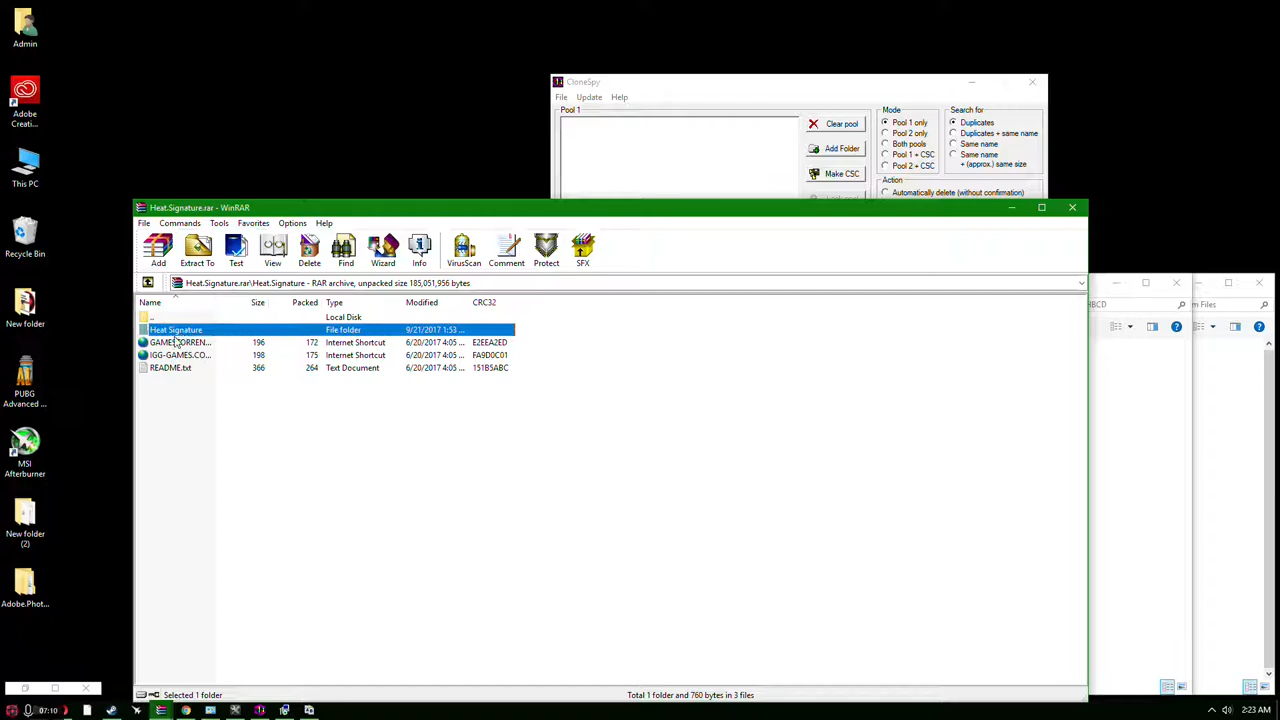 Admin
Adobe
Creati...
This PC
Recycle Bin
New folder
PUBG
Advanced ...
MSI
Afterburner
New folder
(2)
Adobe.Phot...
CloneSpy
File Update Help
Pool 1
Clear pool
Add Folder
Make CSC
Mode
Pool 1 only
Pool 2 only
Both pools
Pool 1 + CSC
Pool 2 + CSC
Search for
Duplicates
Duplicates + same name
Same name
Same name
+ (approx.) same size
Action
Automatically delete (without confirmation)
Heat.Signature.rar - WinRAR
File Commands Tools Favorites Options Help
Add Extract To Test View Delete Find Wizard Info VirusScan Comment Protect SFX
Heat.Signature.rar\Heat.Signature - RAR archive, unpacked size 185,051,956 bytes
Name Size Packed Type Modified CRC32
.. Local Disk
Heat Signature File folder 9/21/2017 1:53 ...
196 172 Internet Shortcut 6/20/2017 4:05 ... E2EEA2ED
IGG-GAMES.CO... 198 175 Internet Shortcut 6/20/2017 4:05 ... FA9D0C01
README.txt 366 264 Text Document 6/20/2017 4:05 ... 151B5ABC
Selected 1 folder
Total 1 folder and 760 bytes in 3 files
HBCD
Files
07:10
2:23 AM